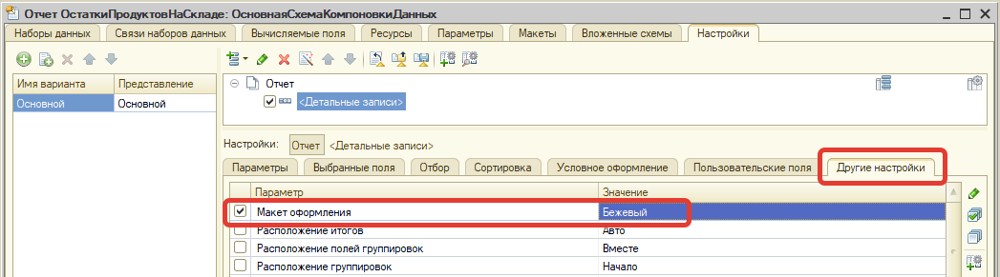 Отчет ОстаткиПродуктовНаСкладе: ОсновнаяСхемаКомпоновкиДанных
Наборы данных Связи наборов данных Вычисляемые поля Ресурсы Параметры Макеты Вложенные схемы Настройки
Имя варианта Представление
Основной Основной
Отчет
<Детальные записи>
Настройки: Отчет <Детальные записи>
Параметры Выбранные поля Отбор Сортировка Условное оформление Пользовательские поля Другие настройки
Параметр Значение
Макет оформления Бежевый
Расположение итогов Авто
Расположение полей группировок Вместе
Расположение группировок Начало